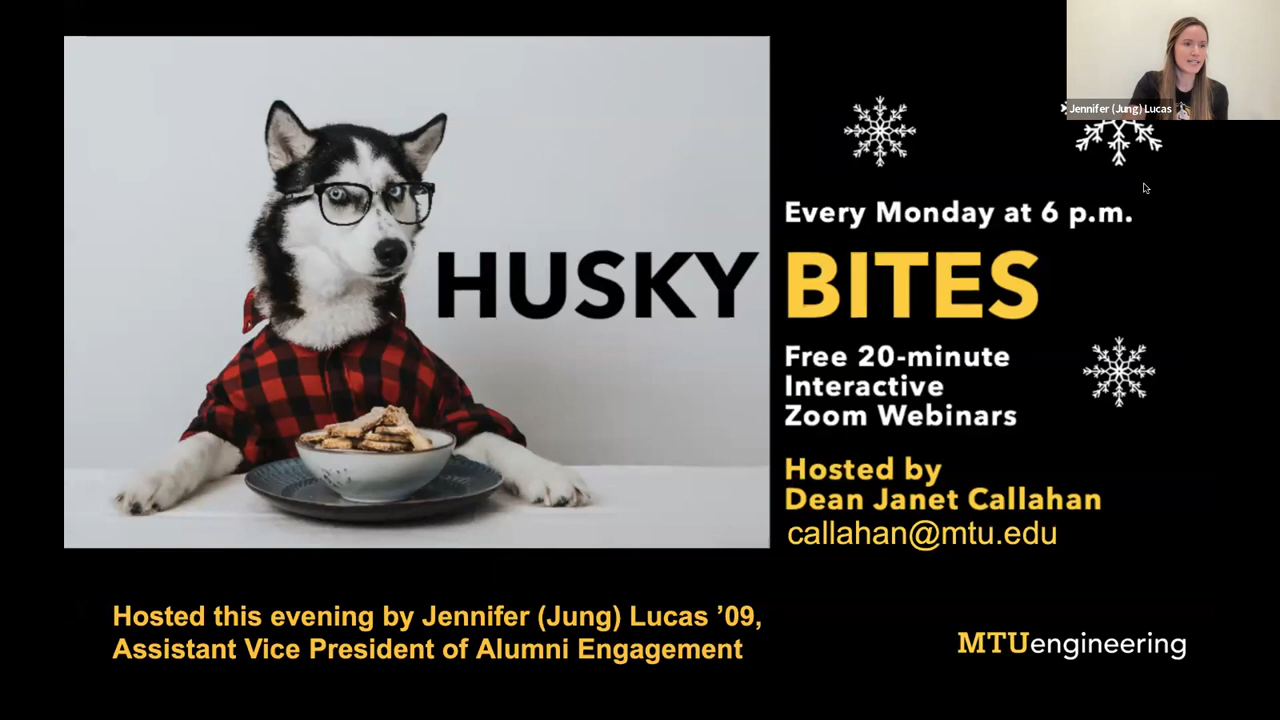 Jennifer (Jung) Lucas
Every Monday at 6 p.m.
HUSKY BITES
Free 20-minute
Interactive
Zoom Webinars
Hosted by
Dean Janet Callahan
callahan@mtu.edu
Hosted this evening by Jennifer (Jung) Lucas ’09,
Assistant Vice President of Alumni Engagement
MTUengineering